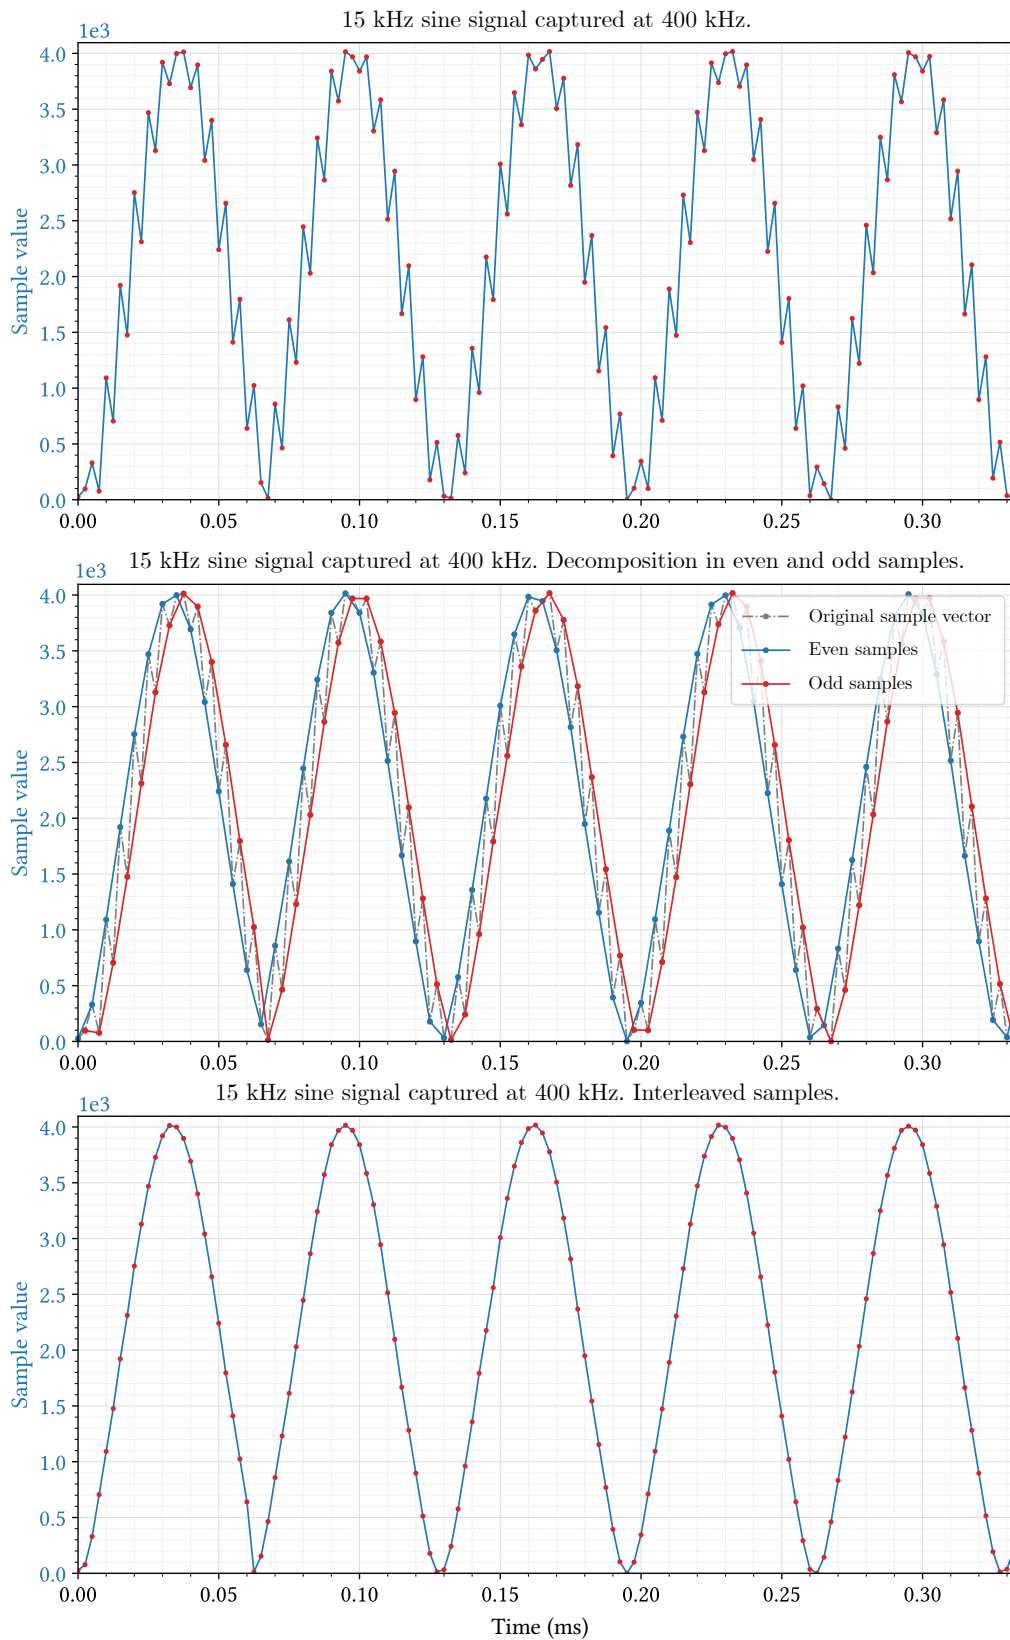 15 kHz sine signal captured at 400 kHz.
1e3
4.0
3.5
3.0
2.5
2.0
1.5
1.0
0.5
0.0
Sample value
0.00 0.05 0.10 0.15 0.20 0.25 0.30
15 kHz sine signal captured at 400 kHz. Decomposition in even and odd samples.
1e3
4.0
3.5
3.0
2.5
2.0
1.5
1.0
0.5
0.0
Sample value
Original sample vector
Even samples
Odd samples
0.00 0.05 0.10 0.15 0.20 0.25 0.30
15 kHz sine signal captured at 400 kHz. Interleaved samples.
1e3
4.0
3.5
3.0
2.5
2.0
1.5
1.0
0.5
0.0
Sample value
0.00 0.05 0.10 0.15 0.20 0.25 0.30
Time (ms)